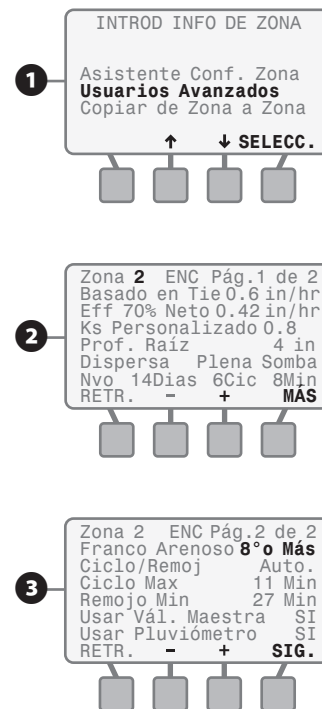 INTROD INFO DE ZONA
1
Asistente Conf. Zona
Usuarios Avanzados
Copiar de Zona a Zona
↑ ↓ SELECC.
Zona 2 ENC Pág.1 de 2
Basado en Tie 0.6 in/hr
Eff 70% Neto 0.42 in/hr
2
Ks Personalizado 0.8
Prof. Raíz 4 in
Dispersa Plena Somba
Nvo 14Dias 6Cic 8Min
RETR. - + MÁS
Zona 2 ENC Pág.2 de 2
Franco Arenoso 8°o Más
Ciclo/Remoj Auto.
3
Ciclo Max 11 Min
Remojo Min 27 Min
Usar Vál. Maestra SI
Usar Pluviómetro SI
RETR. - + SIG.